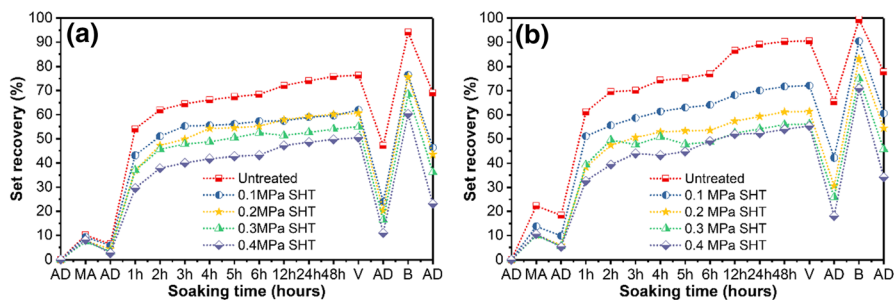 (a)
Set recovery (%)
100
90
80
70
60
50
40
30
20
10
0
Untreated
0.1MPa SHT
0.2MPa SHT
0.3MPa SHT
0.4MPa SHT
AD MA AD 1h 2h 3h 4h 5h 6h 12h 24h 48h V AD B AD
Soaking time (hours)
(b)
Set recovery (%)
100
90
80
70
60
50
40
30
20
10
0
Untreated
0.1 MPa SHT
0.2 MPa SHT
0.3 MPa SHT
0.4 MPa SHT
AD MA AD 1h 2h 3h 4h 5h 6h 12h 24h 48h V AD B AD
Soaking time (hours)